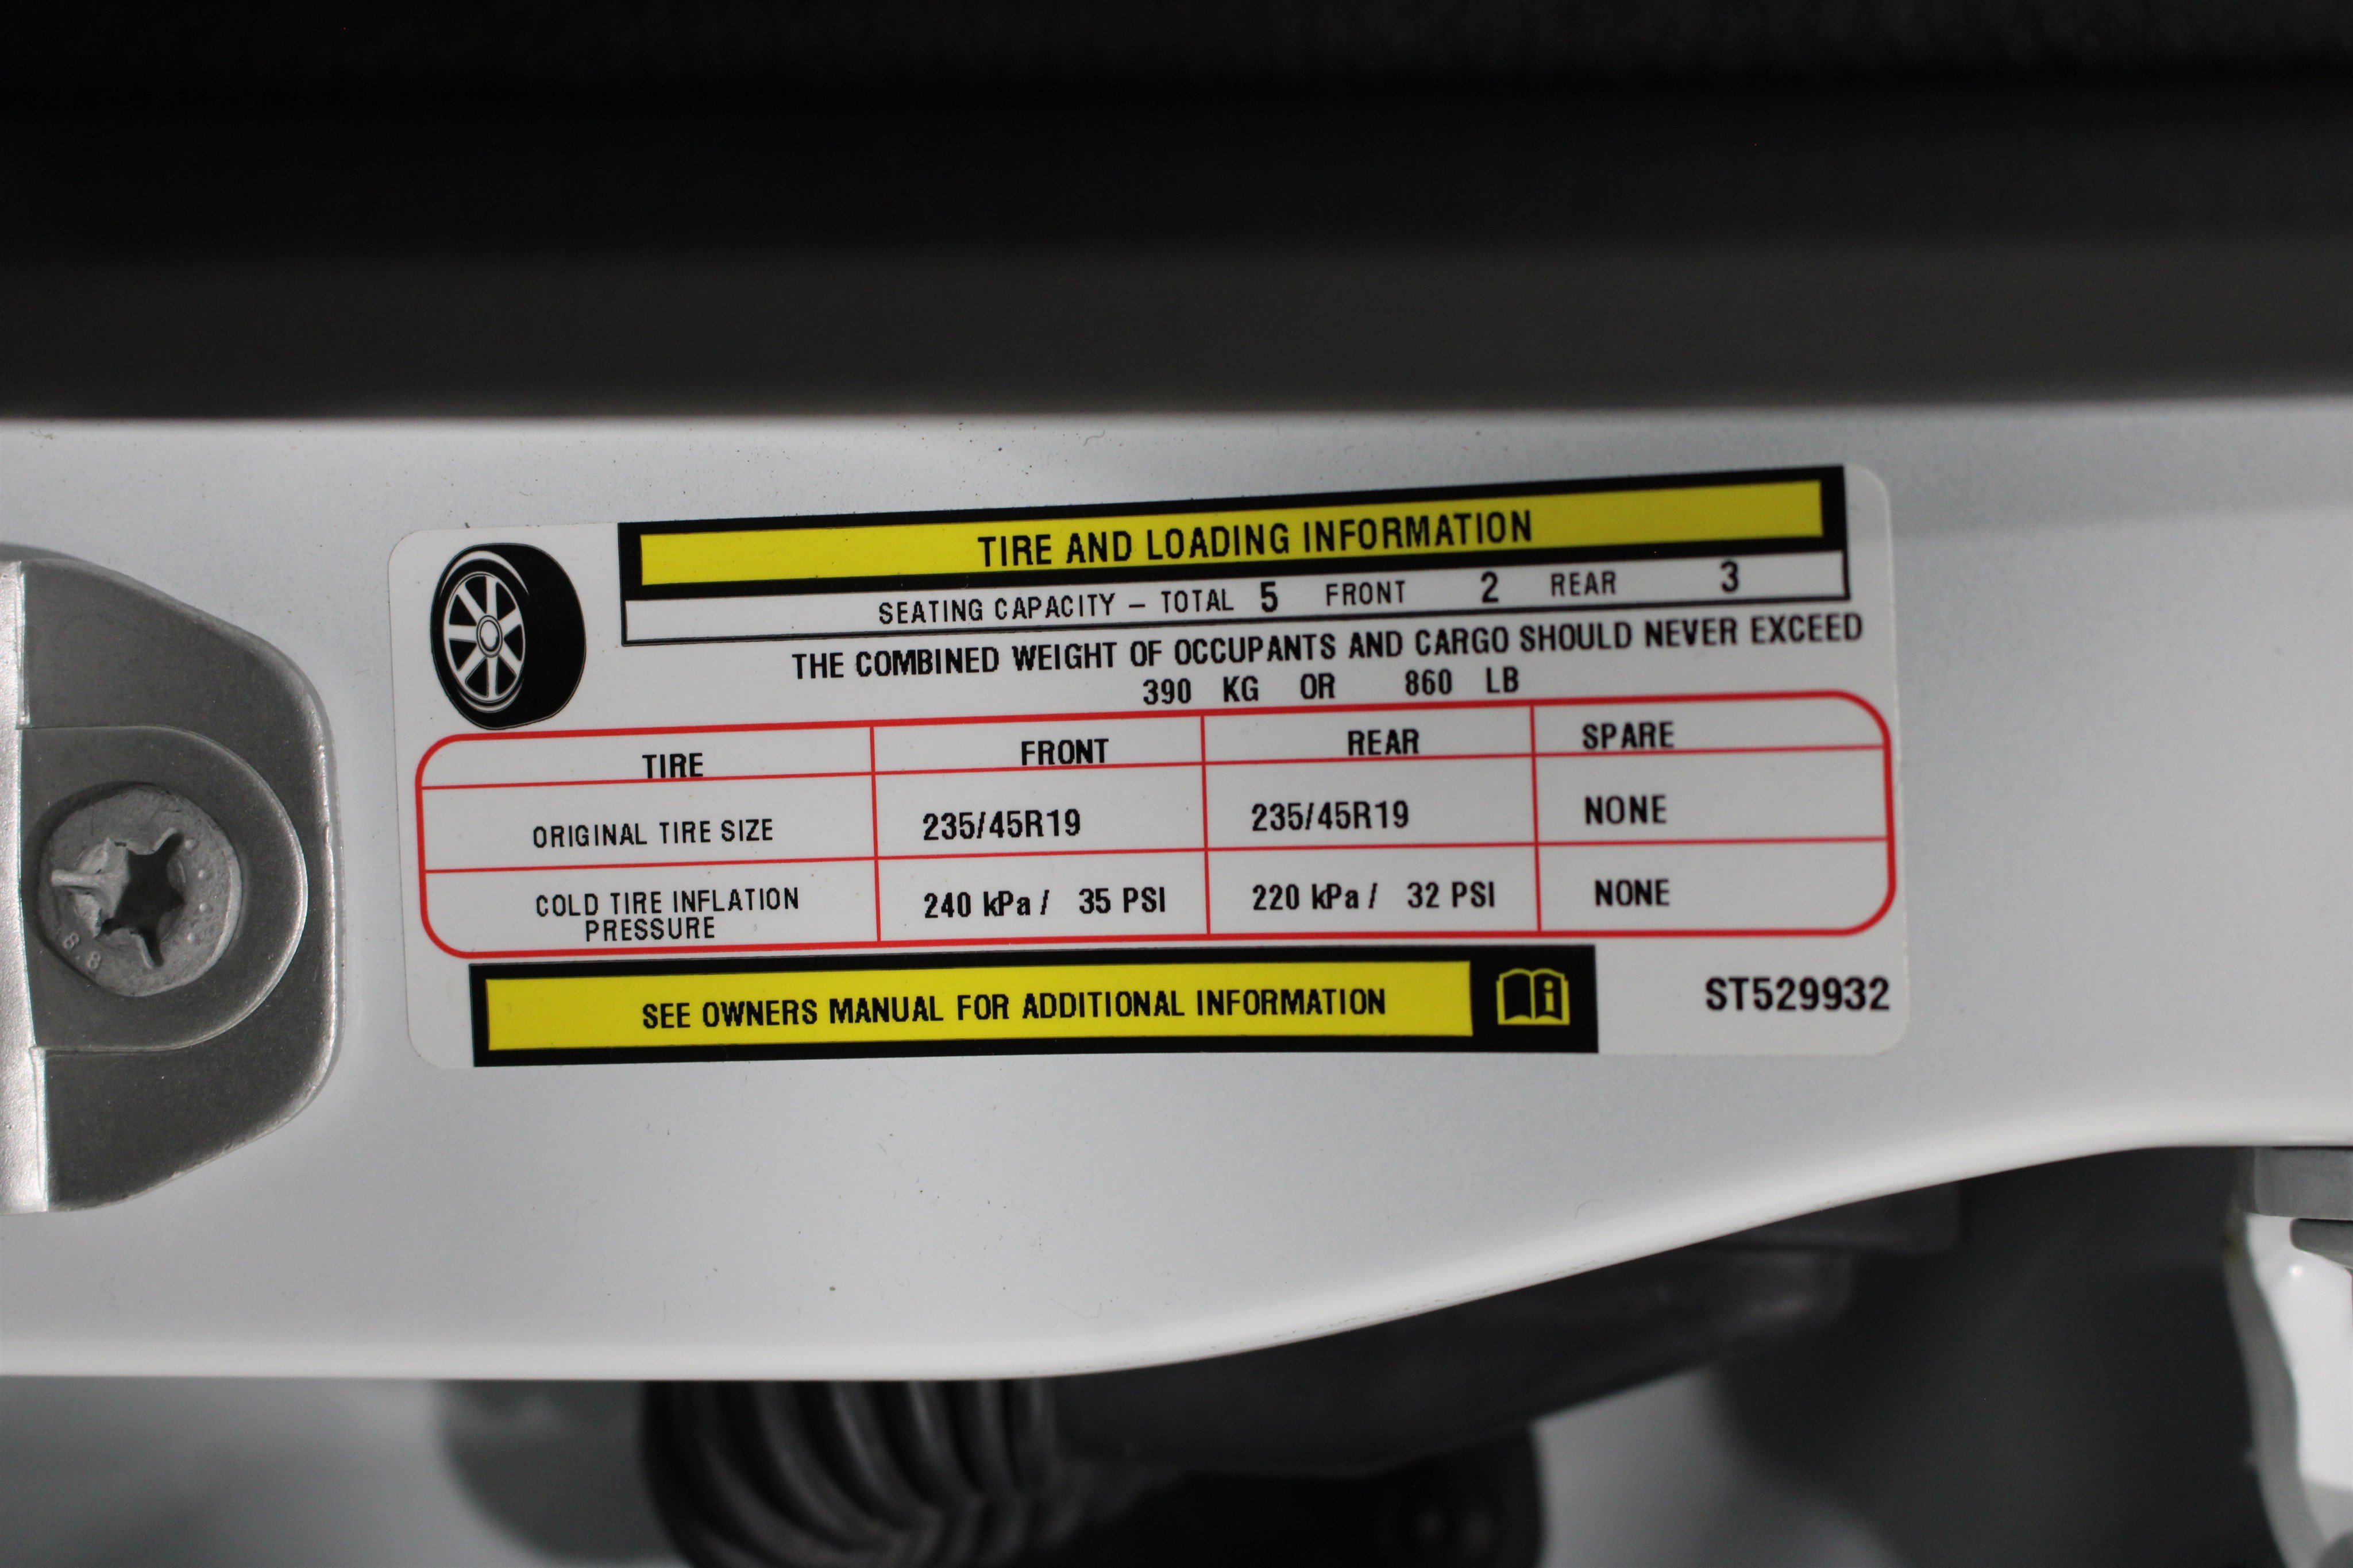 TIRE AND LOADING INFORMATION
SEATING CAPACITY – TOTAL 5 FRONT 2 REAR 3
THE COMBINED WEIGHT OF OCCUPANTS AND CARGO SHOULD NEVER EXCEED
390 KG OR 860 LB
TIRE FRONT REAR SPARE
ORIGINAL TIRE SIZE 235/45R19 235/45R19 NONE
COLD TIRE INFLATION PRESSURE 240 kPa / 35 PSI 220 kPa / 32 PSI NONE
SEE OWNERS MANUAL FOR ADDITIONAL INFORMATION
ST529932
8.8